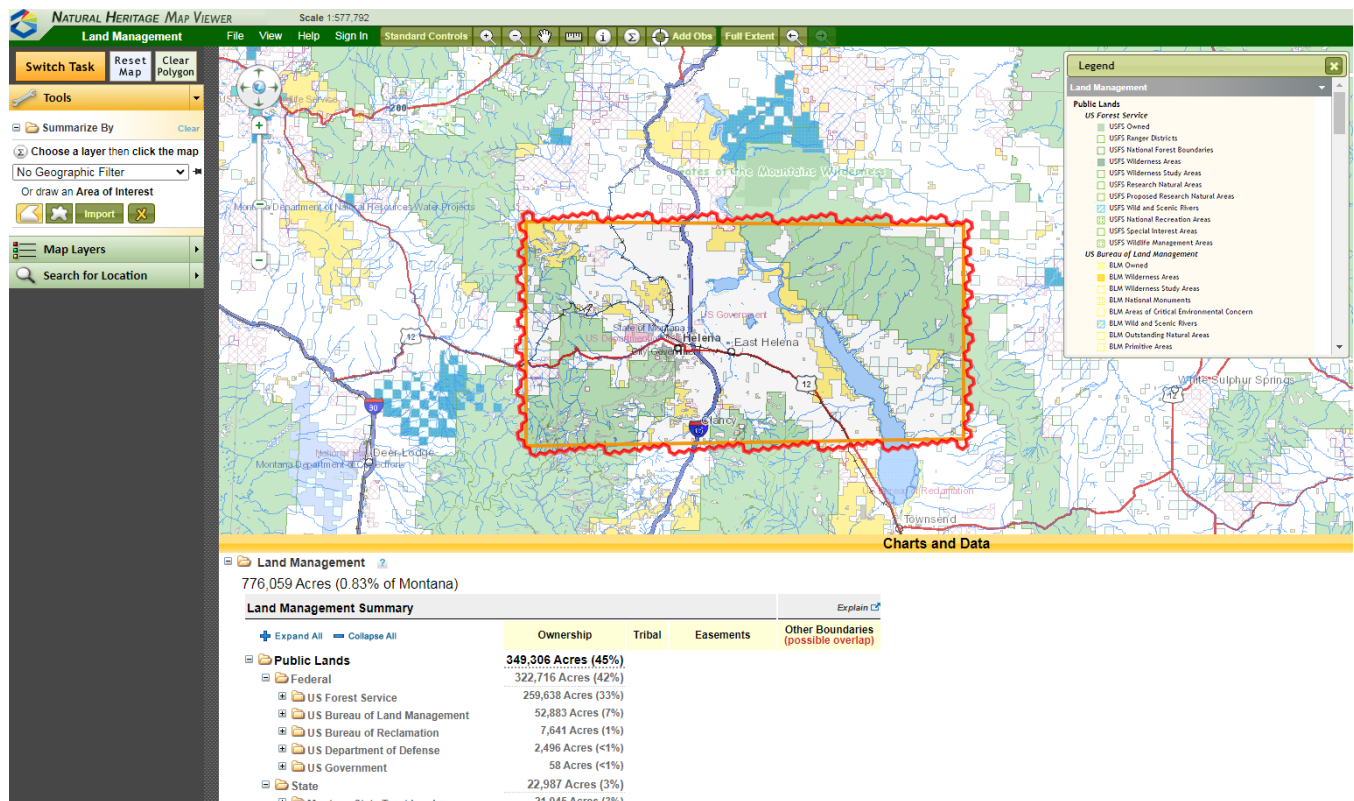 NATURAL HERITAGE MAP VIEWER
Scale 1:577,792
Land Management
File View Help Sign In Standard Controls Add Obs Full Extent
Switch Task
Reset Map
Clear Polygon
Tools
Summarize By
Clear
Choose a layer then click the map
No Geographic Filter
Or draw an Area of Interest
Import
X
Map Layers
Search for Location
280
Gates of the Mountains Wilderness
Montana Department of Natural Resources Water Projects
12
US Government
State of Montana
Helena
East Helena
12
90
15
Clancy
Deer Lodge
Montana Department of Corrections
US Bureau of Reclamation
Townsend
White Sulphur Springs
12
Legend
Land Management
Public Lands
US Forest Service
USFS Owned
USFS Ranger Districts
USFS National Forest Boundaries
USFS Wilderness Areas
USFS Wilderness Study Areas
USFS Research Natural Areas
USFS Proposed Research Natural Areas
USFS Wild and Scenic Rivers
USFS National Recreation Areas
USFS Special Interest Areas
USFS Wildlife Management Areas
US Bureau of Land Management
BLM Owned
BLM Wilderness Areas
BLM Wilderness Study Areas
BLM National Monuments
BLM Areas of Critical Environmental Concern
BLM Wild and Scenic Rivers
BLM Outstanding Natural Areas
BLM Primitive Areas
Charts and Data
Land Management ?
776,059 Acres (0.83% of Montana)
Land Management Summary
Explain
Expand All Collapse All
Ownership
Tribal
Easements
Other Boundaries
(possible overlap)
Public Lands 349,306 Acres (45%)
Federal 322,716 Acres (42%)
US Forest Service 259,638 Acres (33%)
US Bureau of Land Management 52,883 Acres (7%)
US Bureau of Reclamation 7,641 Acres (1%)
US Department of Defense 2,496 Acres (<1%)
US Government 58 Acres (<1%)
State 22,987 Acres (3%)